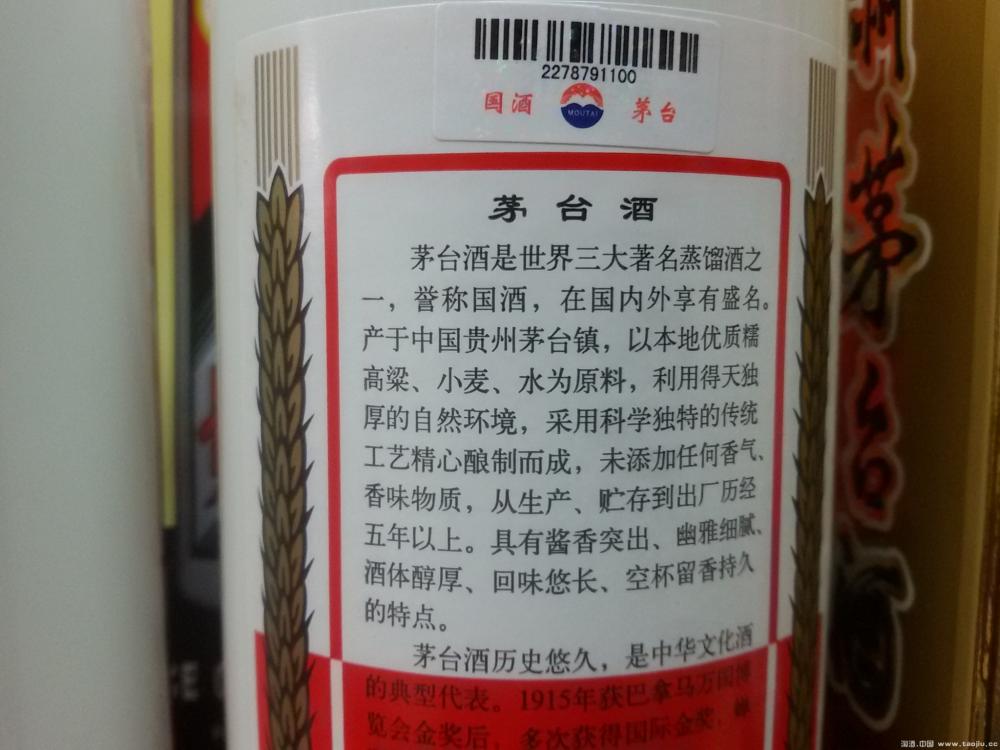 2278791100
国酒 MOUTAI 茅台
茅台酒
茅台酒是世界三大著名蒸馏酒之
一，誉称国酒，在国内外享有盛名。
产于中国贵州茅台镇，以本地优质糯
高粱、小麦、水为原料，利用得天独
厚的自然环境，采用科学独特的传统
工艺精心酿制而成，未添加任何香气、
香味物质，从生产、贮存到出厂历经
五年以上。具有酱香突出、幽雅细腻、
酒体醇厚、回味悠长、空杯留香持久
的特点。
茅台酒历史悠久，是中华文化酒
的典型代表。1915年获巴拿马万国博
览会金奖后，多次获得国际金奖，蝉
州茅台酒
淘酒.中国 www.taojiu.cc